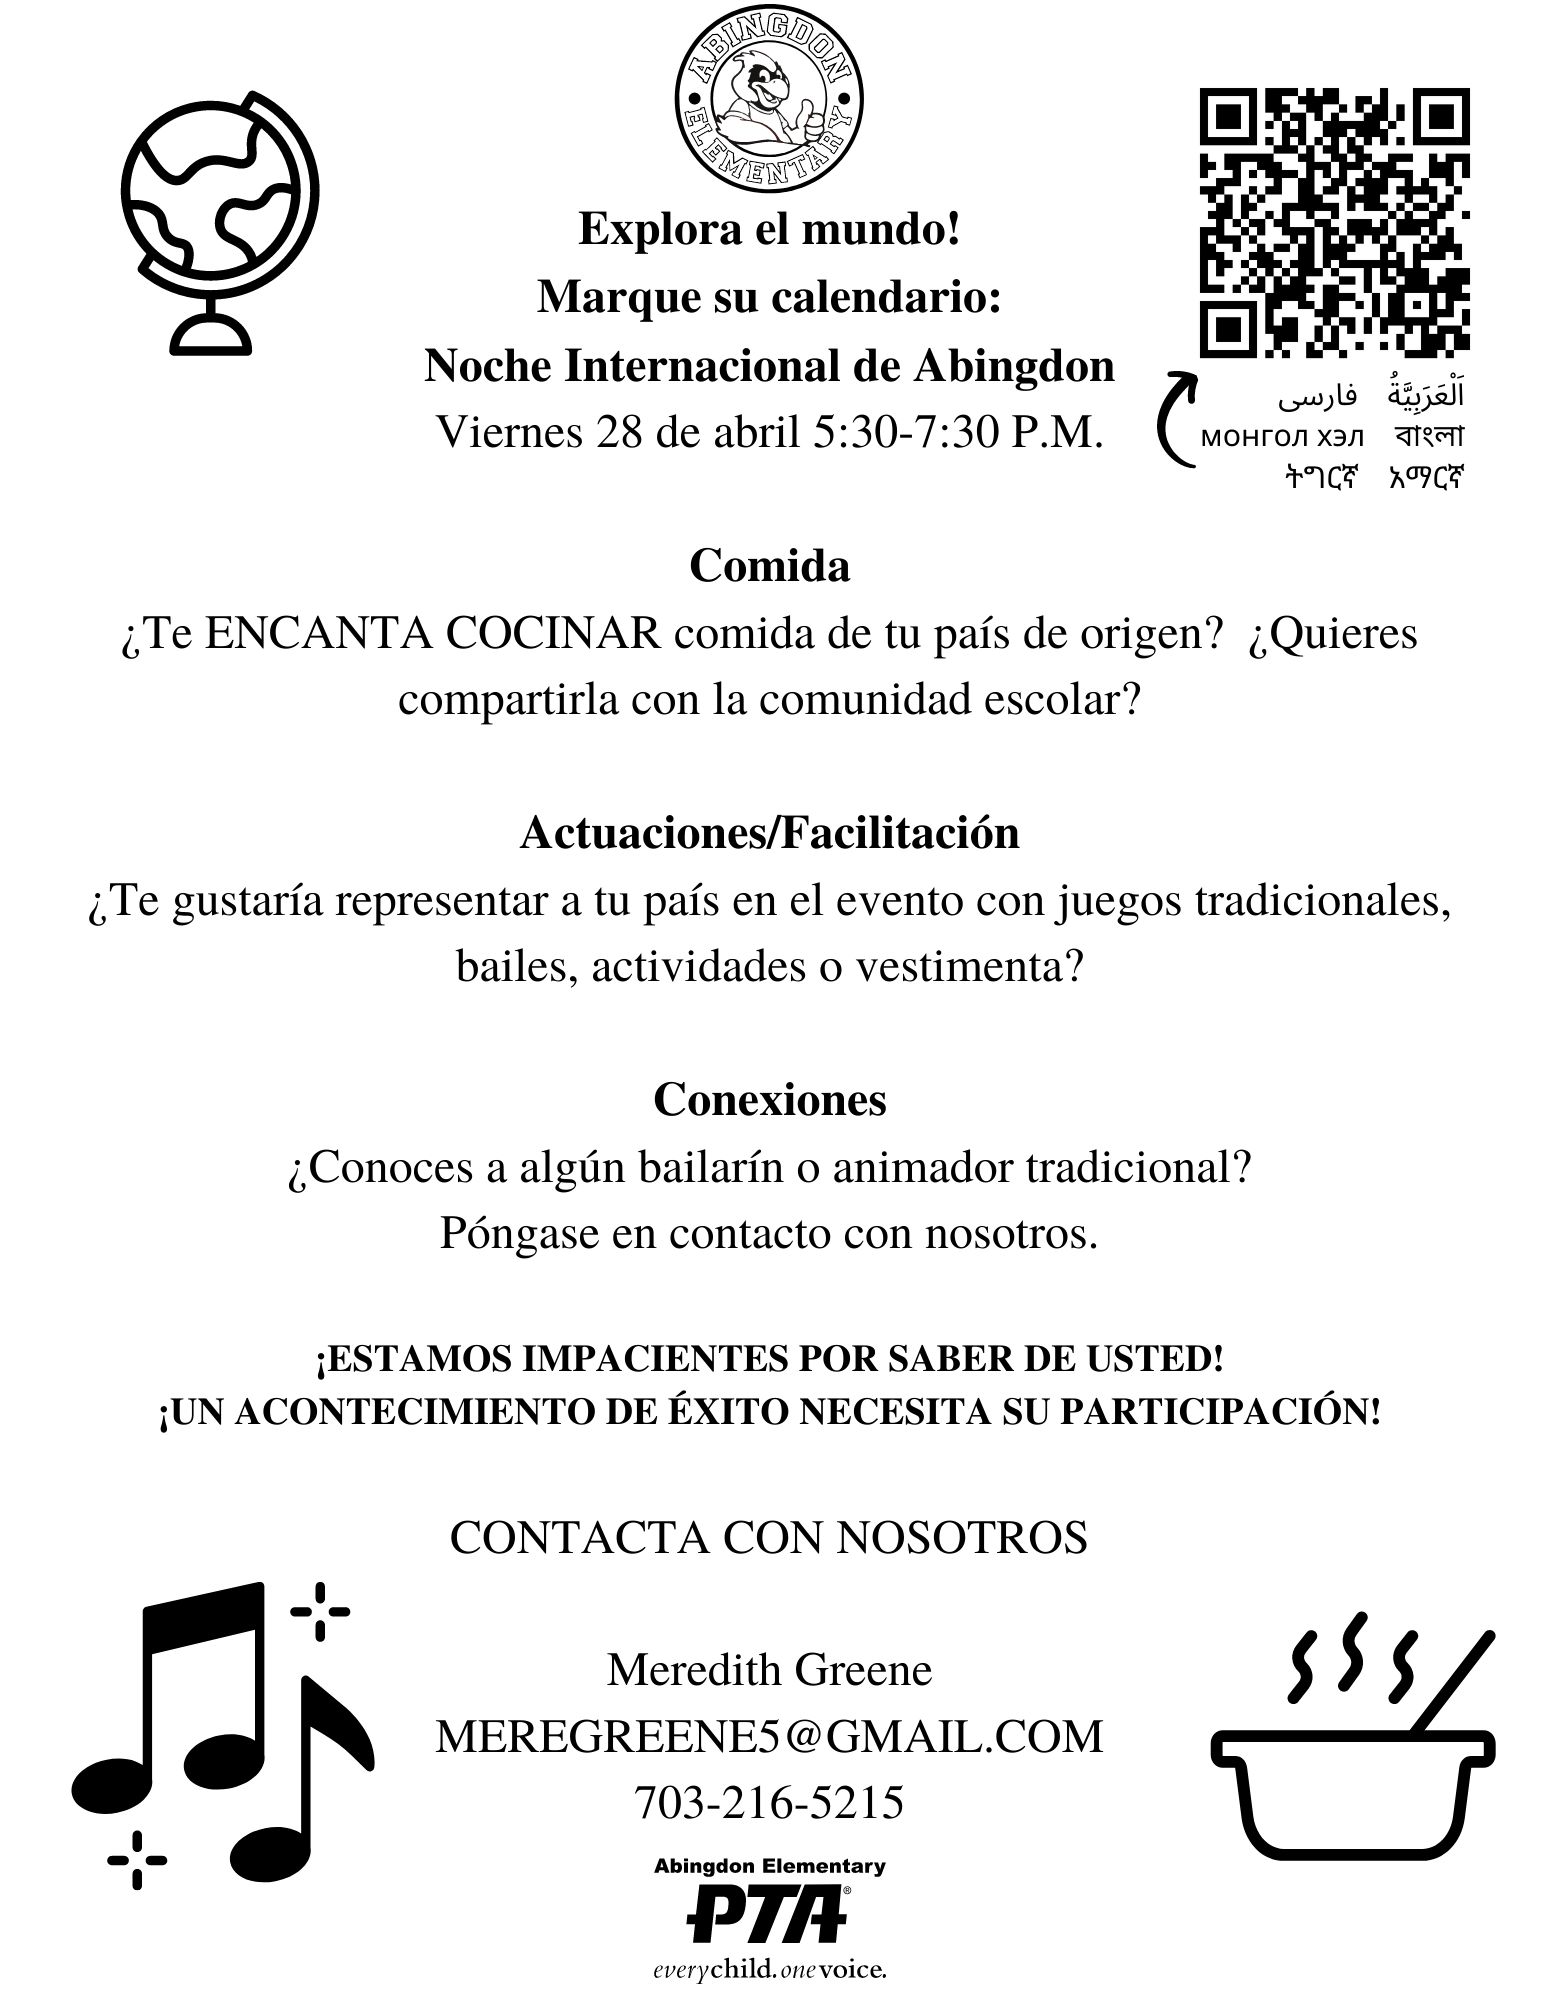 ABINGDON
ELEMENTARY
Explora el mundo!
Marque su calendario:
Noche Internacional de Abingdon
Viernes 28 de abril 5:30-7:30 P.M.
فارسی اَلْعَرَبِيَّةُ
монгол хэл বাংলা
ትግርኛ አማርኛ
Comida
¿Te ENCANTA COCINAR comida de tu país de origen?  ¿Quieres
compartirla con la comunidad escolar?
Actuaciones/Facilitación
¿Te gustaría representar a tu país en el evento con juegos tradicionales,
bailes, actividades o vestimenta?
Conexiones
¿Conoces a algún bailarín o animador tradicional?
Póngase en contacto con nosotros.
¡ESTAMOS IMPACIENTES POR SABER DE USTED!
¡UN ACONTECIMIENTO DE ÉXITO NECESITA SU PARTICIPACIÓN!
CONTACTA CON NOSOTROS
Meredith Greene
MEREGREENE5@GMAIL.COM
703-216-5215
Abingdon Elementary
PTA®
everychild.onevoice.